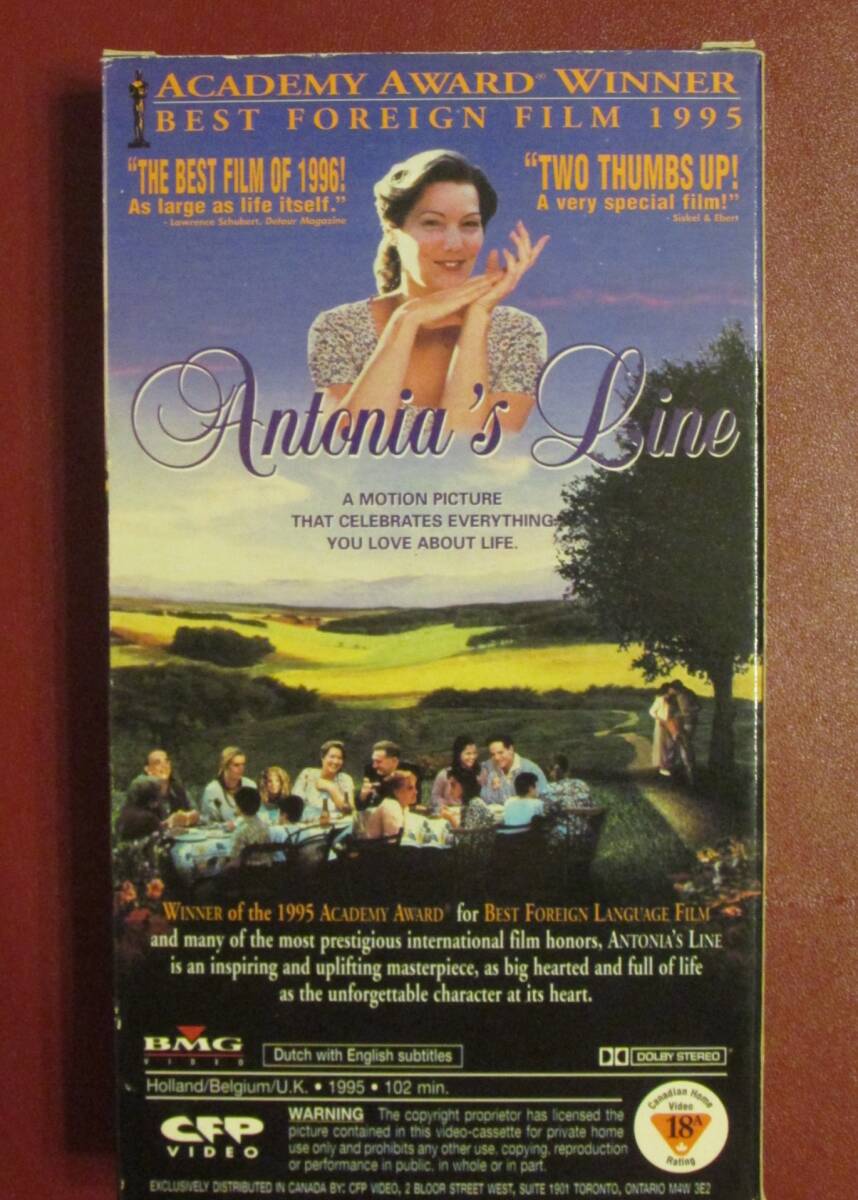 ACADEMY AWARD® WINNER
BEST FOREIGN FILM 1995
"THE BEST FILM OF 1996!
As large as life itself."
- Lawrence Schubert, Detour Magazine
"TWO THUMBS UP!
A very special film!"
- Siskel & Ebert
Antonia's Line
A MOTION PICTURE
THAT CELEBRATES EVERYTHING
YOU LOVE ABOUT LIFE.
WINNER of the 1995 ACADEMY AWARD® for BEST FOREIGN LANGUAGE FILM
and many of the most prestigious international film honors, ANTONIA'S LINE
is an inspiring and uplifting masterpiece, as big hearted and full of life
as the unforgettable character at its heart.
BMG
VIDEO
Dutch with English subtitles
DOLBY STEREO
Holland/Belgium/U.K. • 1995 • 102 min.
CFP
VIDEO
WARNING The copyright proprietor has licensed the
picture contained in this video-cassette for private home
use only and prohibits any other use, copying, reproduction
or performance in public, in whole or in part.
Canadian Home
Video
18A
Rating
EXCLUSIVELY DISTRIBUTED IN CANADA BY: CFP VIDEO, 2 BLOOR STREET WEST, SUITE 1901 TORONTO, ONTARIO M4W 3E2